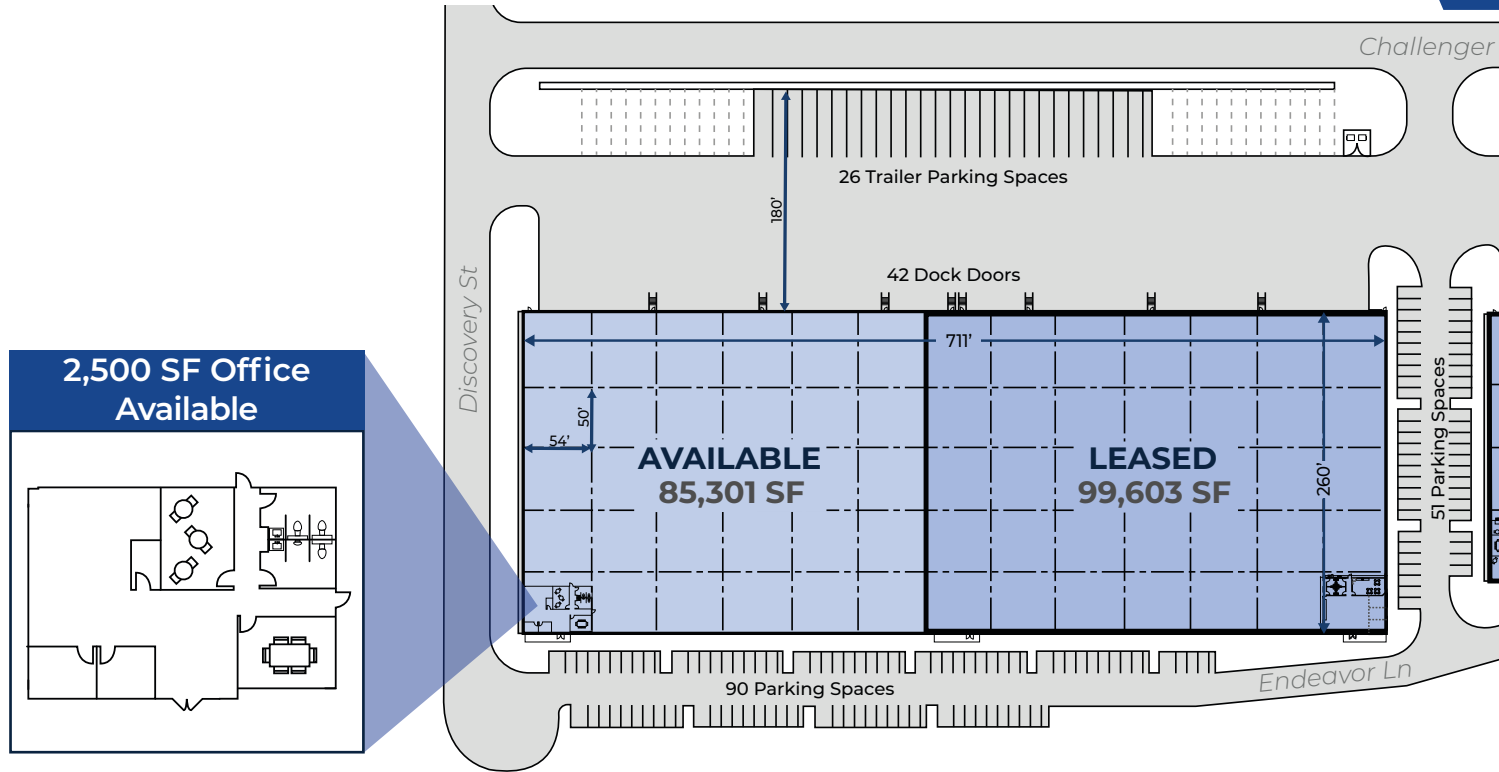 Challenger
26 Trailer Parking Spaces
180'
42 Dock Doors
Discovery St
711'
2,500 SF Office
Available
50'
54'
AVAILABLE
85,301 SF
LEASED
99,603 SF
260'
51 Parking Spaces
90 Parking Spaces
Endeavor Ln